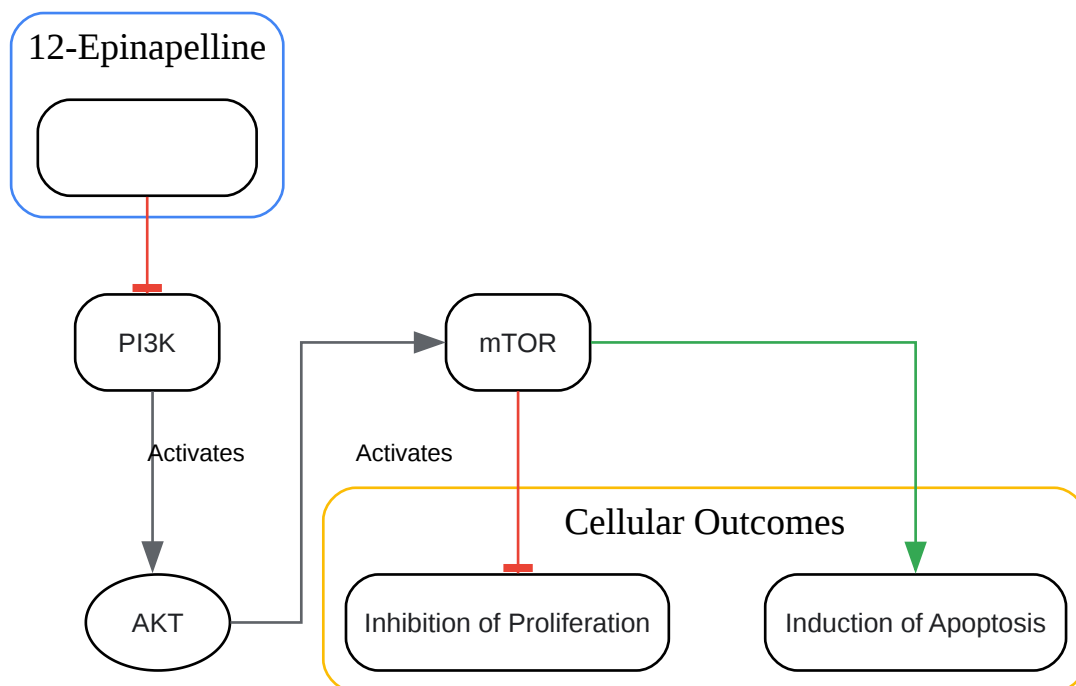 12-Epinapelline
PI3K
mTOR
Activates
Activates
Cellular Outcomes
AKT
Inhibition of Proliferation
Induction of Apoptosis